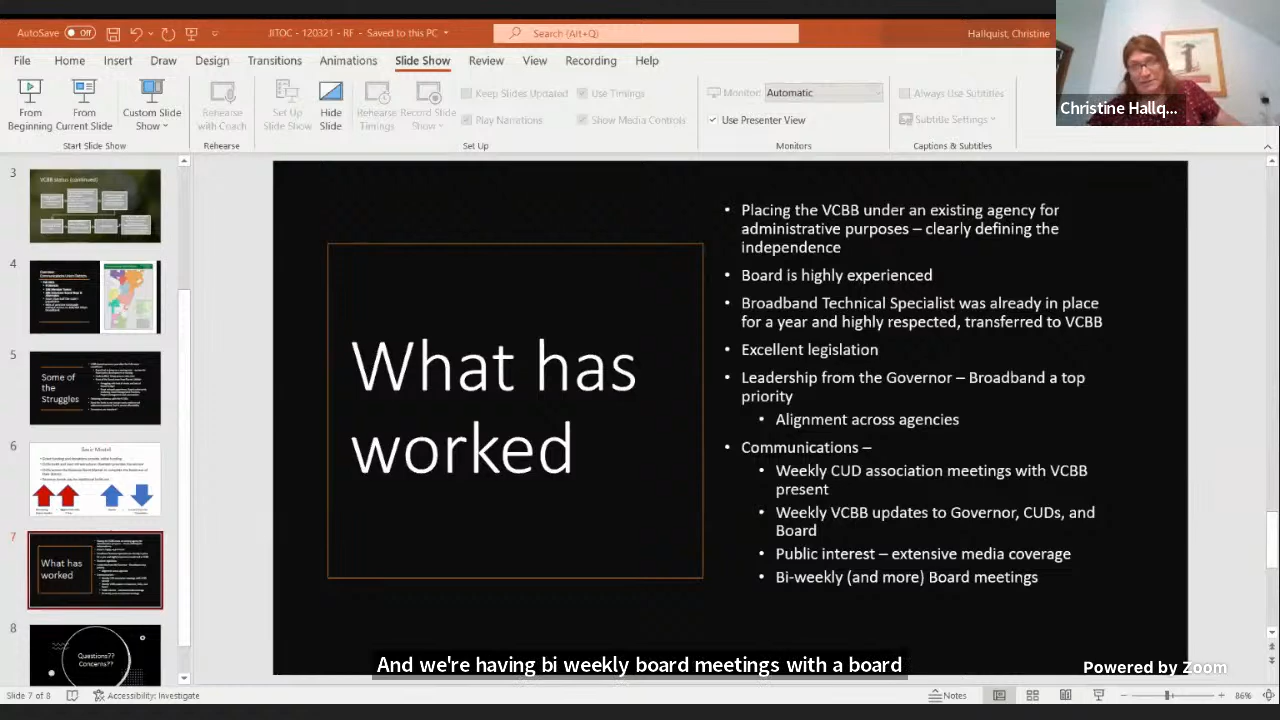 AutoSave Off JITOC - 120321 - RF - Saved to this PC Search (Alt+Q) Hallquist, Christine
File Home Insert Draw Design Transitions Animations Slide Show Review View Recording Help
From Beginning
From Current Slide
Custom Slide Show
Rehearse with Coach
Set Up Slide Show
Hide Slide
Rehearse Timings
Record Slide Show
Keep Slides Updated
Use Timings
Play Narrations
Show Media Controls
Monitor: Automatic
Use Presenter View
Always Use Subtitles
Subtitle Settings
Start Slide Show Rehearse Set Up Monitors Captions & Subtitles
Christine Hallq...
3
VCBB status (continued)
4
5
Some of
the
Struggles
6
Basic Model
7
What has
worked
8
Questions??
Concerns??
What has
worked
• Placing the VCBB under an existing agency for
administrative purposes – clearly defining the
independence
• Board is highly experienced
• Broadband Technical Specialist was already in place
for a year and highly respected, transferred to VCBB
• Excellent legislation
• Leadership from the Governor – Broadband a top
priority
• Alignment across agencies
• Communications –
• Weekly CUD association meetings with VCBB
present
• Weekly VCBB updates to Governor, CUDs, and
Board
• Public interest – extensive media coverage
• Bi-weekly (and more) Board meetings
And we're having bi weekly board meetings with a board
Powered by Zoom
Slide 7 of 8 Accessibility: Investigate Notes 86%